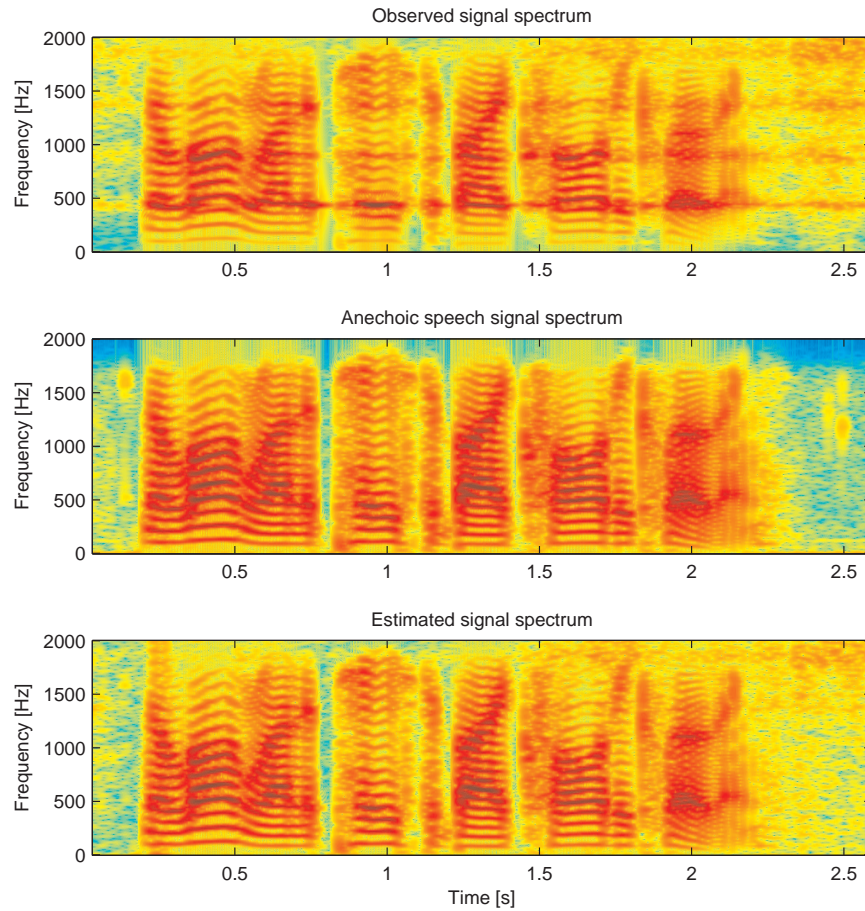 Observed signal spectrum
2000
1500
1000
500
0
Frequency [Hz]
0.5 1 1.5 2 2.5
Anechoic speech signal spectrum
2000
1500
1000
500
0
Frequency [Hz]
0.5 1 1.5 2 2.5
Estimated signal spectrum
2000
1500
1000
500
0
Frequency [Hz]
0.5 1 1.5 2 2.5
Time [s]